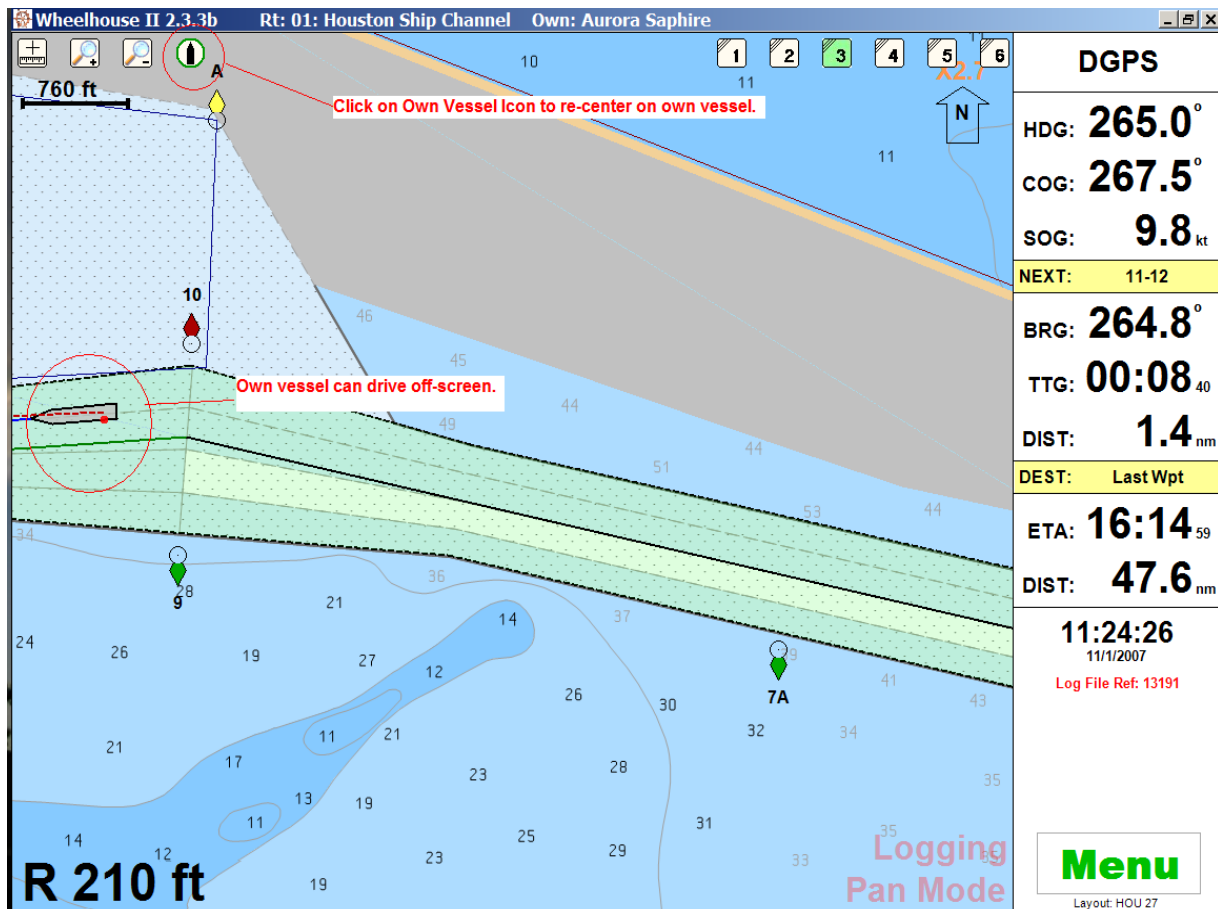 Wheelhouse II 2.3.3b Rt: 01: Houston Ship Channel Own: Aurora Saphire
1 2 3 4 5 6
A
10
11
X2.7
DGPS
760 ft
Click on Own Vessel Icon to re-center on own vessel.
11
N
HDG: 265.0°
COG: 267.5°
SOG: 9.8 kt
11
NEXT: 11-12
10
46
BRG: 264.8°
45
TTG: 00:08 40
Own vessel can drive off-screen.
44
49
44
DIST: 1.4 nm
51
DEST: Last Wpt
53
44
ETA: 16:14 59
34
DIST: 47.6 nm
36
28
9
21
37
14
11:24:26
11/1/2007
24
26
19
27
12
29
Log File Ref: 13191
41
7A
26
30
43
32
34
11
21
21
17
23
28
35
13
19
11
31
14
12
25
35
23
29
33
35
19
R 210 ft
Logging
Pan Mode
Menu
Layout: HOU 27